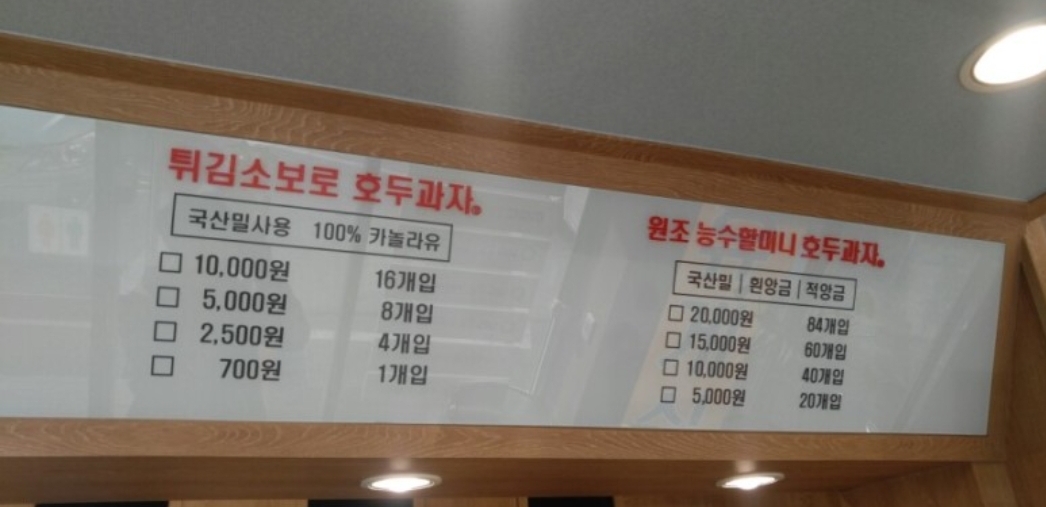 튀김소보로 호두과자.
국산밀사용 100% 카놀라유
□ 10,000원 16개입
□ 5,000원 8개입
□ 2,500원 4개입
□ 700원 1개입
원조 능수할머니 호두과자.
국산밀 | 흰앙금 | 적앙금
□ 20,000원 84개입
□ 15,000원 60개입
□ 10,000원 40개입
□ 5,000원 20개입